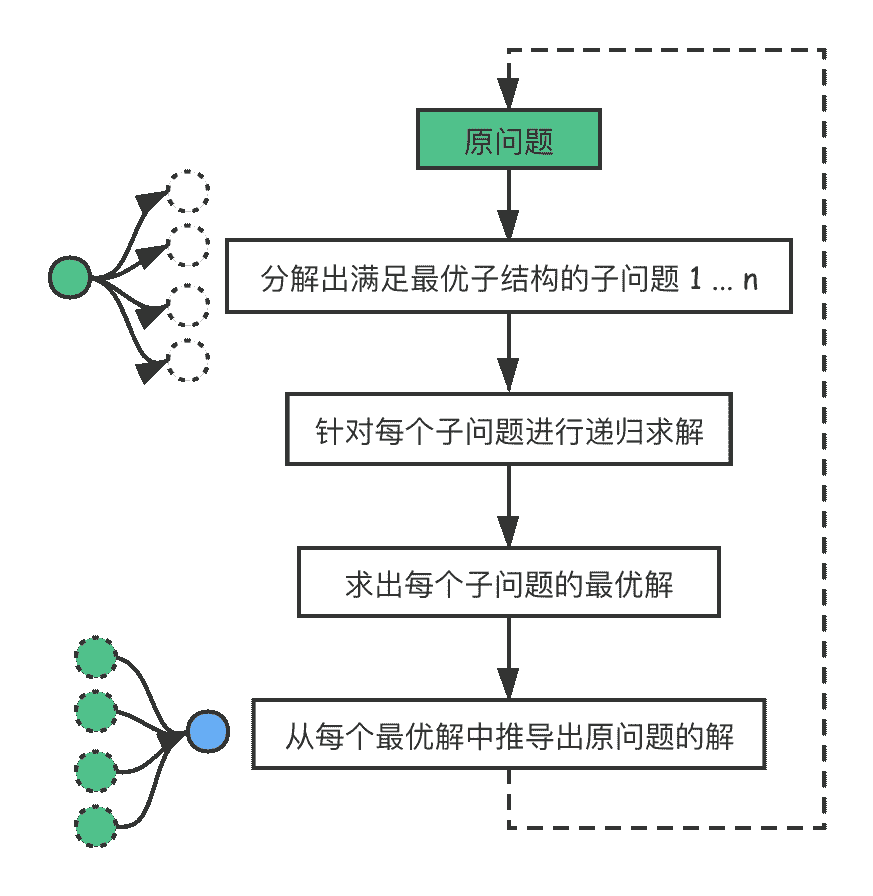 原问题
分解出满足最优子结构的子问题 1 ... n
针对每个子问题进行递归求解
求出每个子问题的最优解
从每个最优解中推导出原问题的解